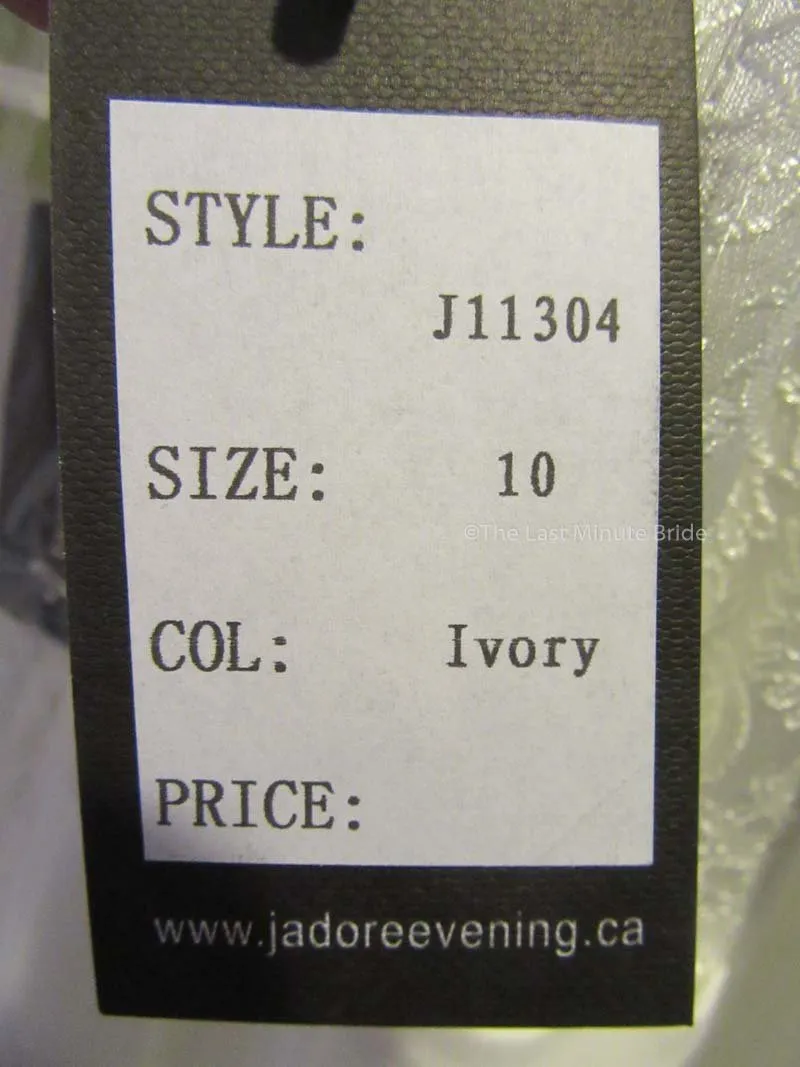 STYLE:
J11304
SIZE: 10
©The Last Minute Bride
COL: Ivory
PRICE:
www.jadoreevening.ca